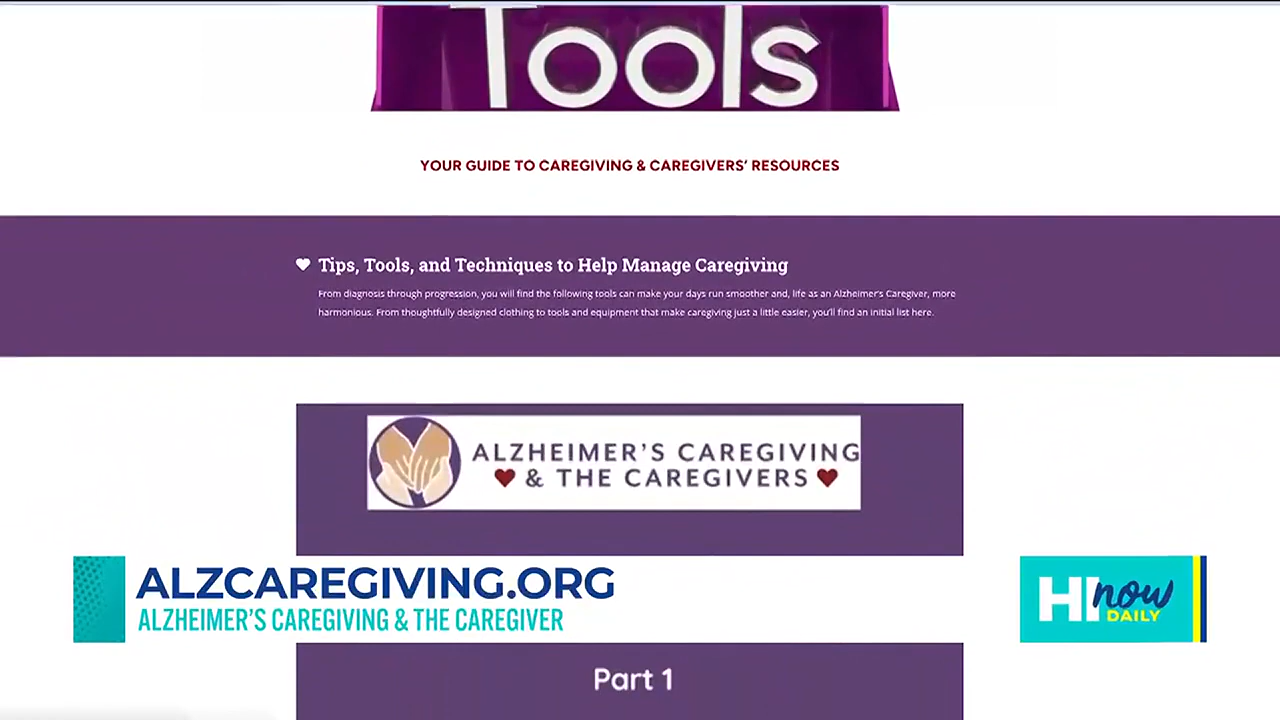 Tools
YOUR GUIDE TO CAREGIVING & CAREGIVERS' RESOURCES
Tips, Tools, and Techniques to Help Manage Caregiving
From diagnosis through progression, you will find the following tools can make your days run smoother and, life as an Alzheimer's Caregiver, more
harmonious. From thoughtfully designed clothing to tools and equipment that make caregiving just a little easier, you'll find an initial list here.
ALZHEIMER'S CAREGIVING
& THE CAREGIVERS
ALZCAREGIVING.ORG
ALZHEIMER'S CAREGIVING & THE CAREGIVER
HI now
DAILY
Part 1